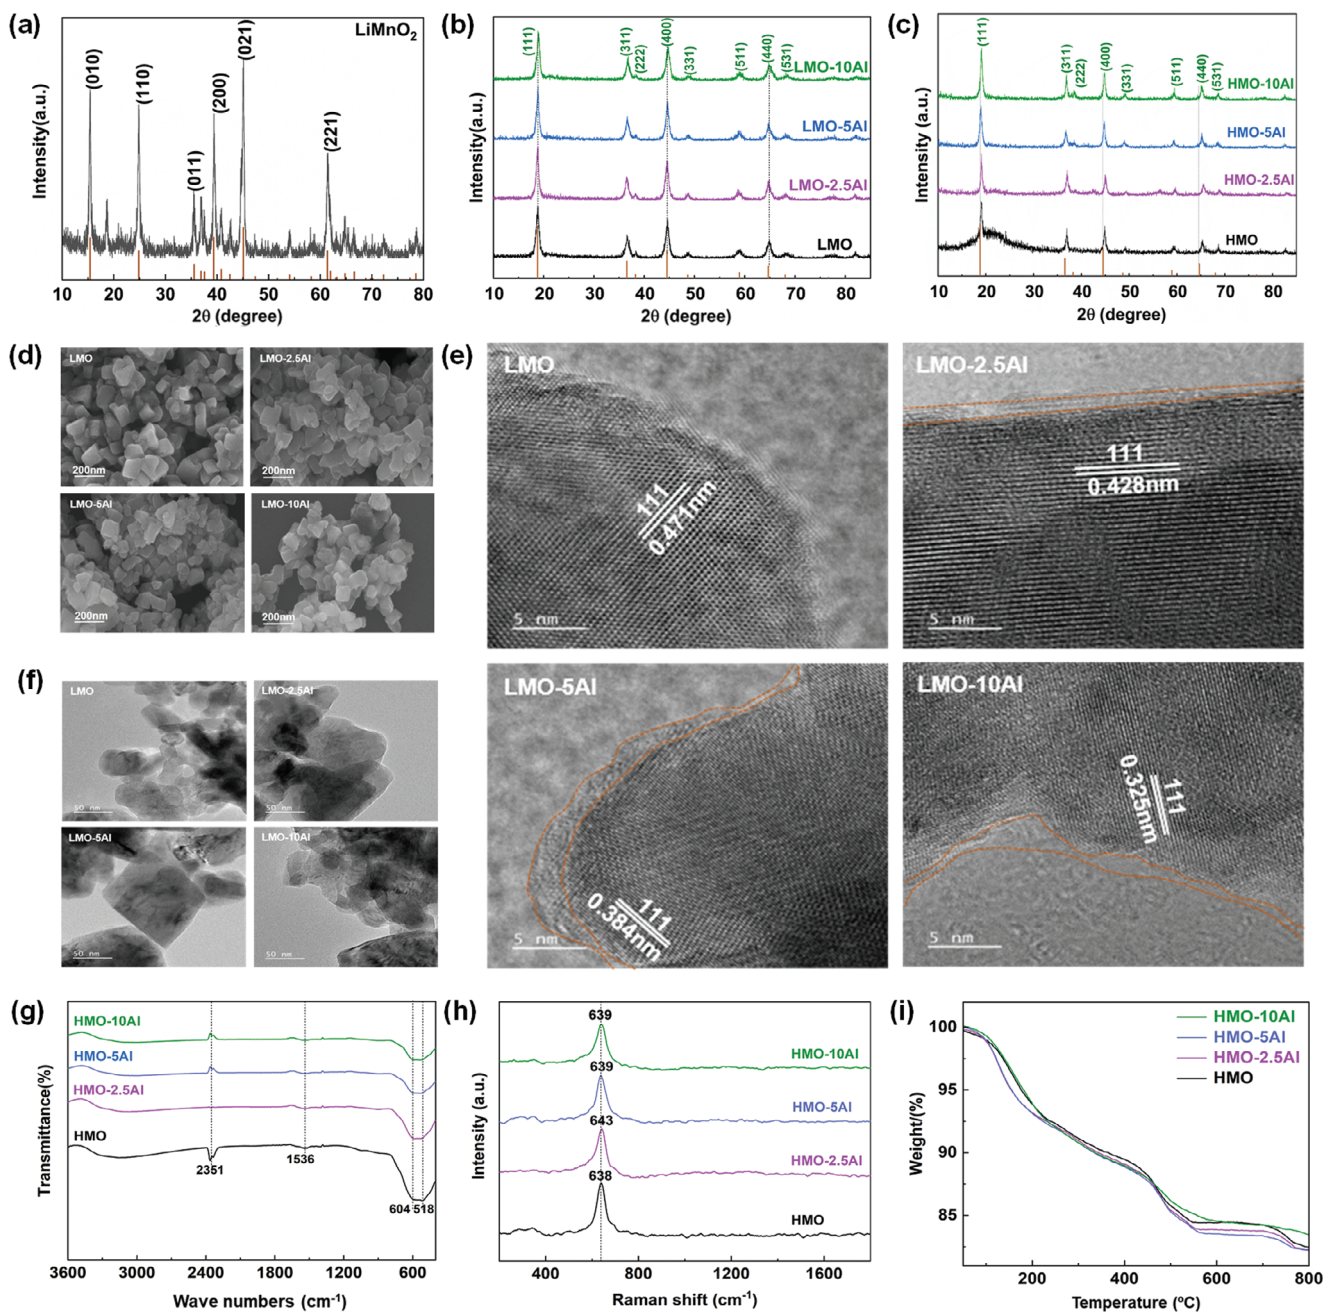 (a)
LiMnO2
(010)
(110)
(011)
(200)
(021)
(221)
Intensity(a.u.)
10 20 30 40 50 60 70 80
2θ (degree)
(b)
(111)
(311)
(222)
(400)
(331)
(511)
(440)
(531)
LMO-10Al
LMO-5Al
LMO-2.5Al
LMO
Intensity(a.u.)
10 20 30 40 50 60 70 80
2θ (degree)
(c)
(111)
(311)
(222)
(400)
(331)
(511)
(440)
(531)
HMO-10Al
HMO-5Al
HMO-2.5Al
HMO
Intensity (a.u.)
10 20 30 40 50 60 70 80
2θ (degree)
(d)
LMO
200nm
LMO-2.5Al
200nm
LMO-5Al
200nm
LMO-10Al
200nm
(e)
LMO
111
0.471nm
5 nm
LMO-2.5Al
111
0.428nm
5 nm
LMO-5Al
111
0.384nm
5 nm
LMO-10Al
111
0.325nm
5 nm
(f)
LMO
50 nm
LMO-2.5Al
50 nm
LMO-5Al
50 nm
LMO-10Al
50 nm
(g)
HMO-10Al
HMO-5Al
HMO-2.5Al
HMO
2351
1536
604
518
Transmittance(%)
3600 3000 2400 1800 1200 600
Wave numbers (cm-1)
(h)
639
HMO-10Al
639
HMO-5Al
643
HMO-2.5Al
638
HMO
Intensity (a.u.)
400 800 1200 1600
Raman shift (cm-1)
(i)
HMO-10Al
HMO-5Al
HMO-2.5Al
HMO
100
95
90
85
Weight/(%)
200 400 600 800
Temperature (ºC)